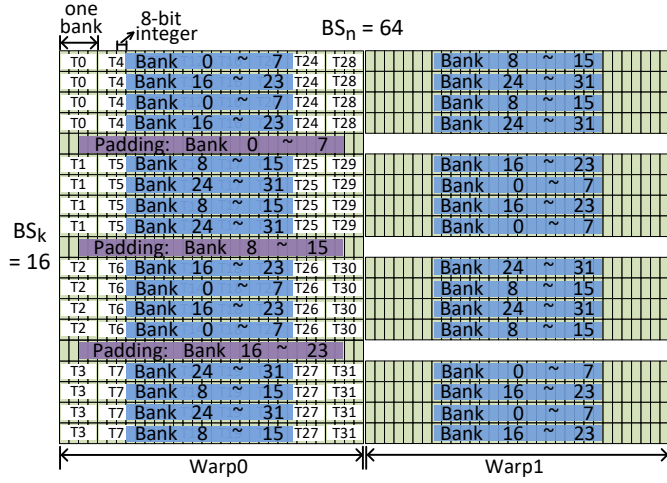 one bank
8-bit integer
BSn = 64
T0 T4 Bank 0 ~ 7 T24 T28 Bank 8 ~ 15
T0 T4 Bank 16 ~ 23 T24 T28 Bank 24 ~ 31
T0 T4 Bank 0 ~ 7 T24 T28 Bank 8 ~ 15
T0 T4 Bank 16 ~ 23 T24 T28 Bank 24 ~ 31
Padding: Bank 0 ~ 7
T1 T5 Bank 8 ~ 15 T25 T29 Bank 16 ~ 23
T1 T5 Bank 24 ~ 31 T25 T29 Bank 0 ~ 7
T1 T5 Bank 8 ~ 15 T25 T29 Bank 16 ~ 23
T1 T5 Bank 24 ~ 31 T25 T29 Bank 0 ~ 7
BSk = 16
Padding: Bank 8 ~ 15
T2 T6 Bank 16 ~ 23 T26 T30 Bank 24 ~ 31
T2 T6 Bank 0 ~ 7 T26 T30 Bank 8 ~ 15
T2 T6 Bank 16 ~ 23 T26 T30 Bank 24 ~ 31
T2 T6 Bank 0 ~ 7 T26 T30 Bank 8 ~ 15
Padding: Bank 16 ~ 23
T3 T7 Bank 24 ~ 31 T27 T31 Bank 0 ~ 7
T3 T7 Bank 8 ~ 15 T27 T31 Bank 16 ~ 23
T3 T7 Bank 24 ~ 31 T27 T31 Bank 0 ~ 7
T3 T7 Bank 8 ~ 15 T27 T31 Bank 16 ~ 23
Warp0 Warp1